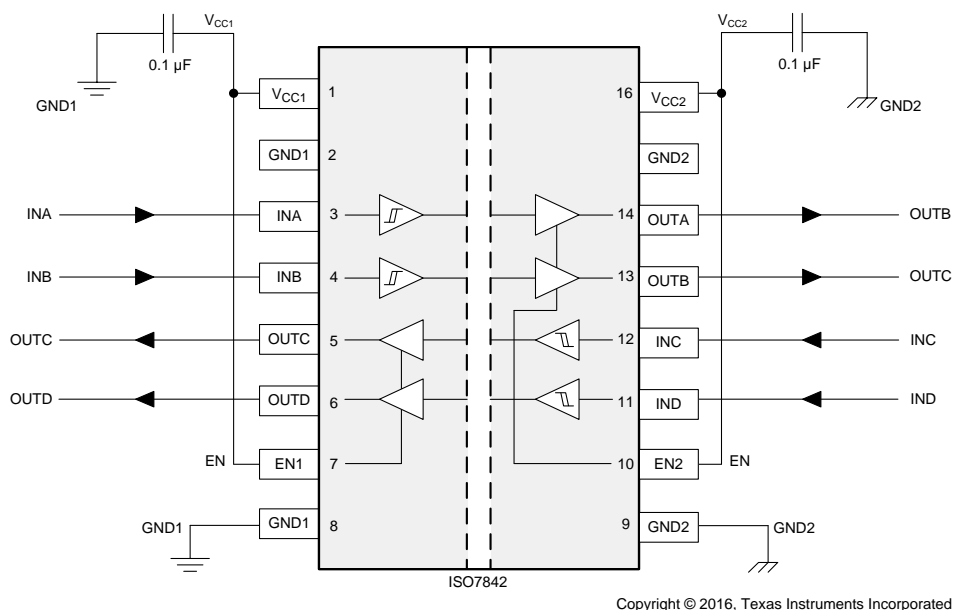 VCC1
VCC2
0.1 µF
0.1 µF
GND1
GND2
VCC1
1
16
VCC2
GND1
2
GND2
INA
INA
3
14
OUTA
OUTB
INB
INB
4
13
OUTB
OUTC
OUTC
OUTC
5
12
INC
INC
OUTD
OUTD
6
11
IND
IND
EN
EN1
7
10
EN2
EN
GND1
GND1
8
9
GND2
GND2
ISO7842
Copyright © 2016, Texas Instruments Incorporated